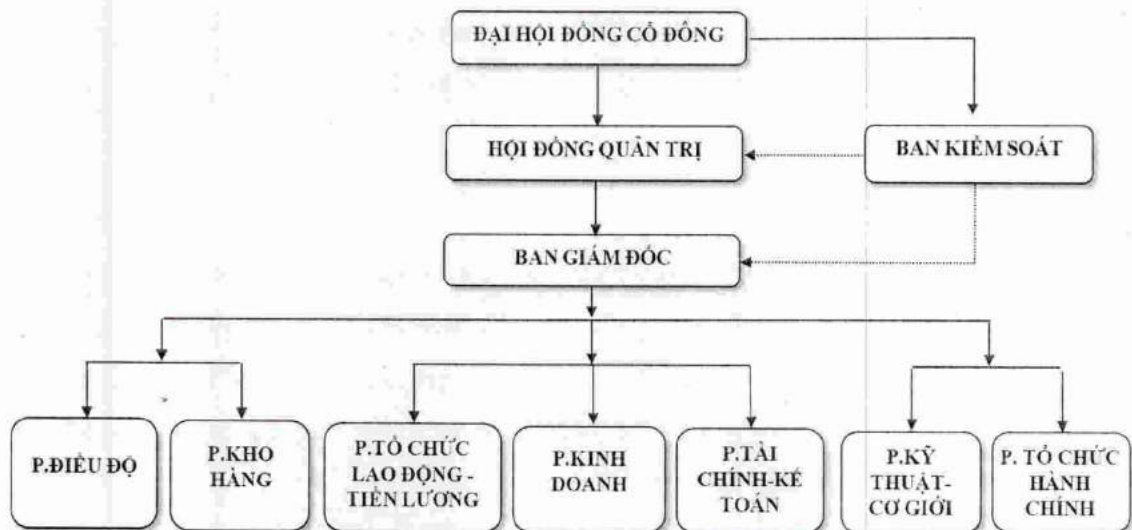 ĐẠI HỘI ĐỒNG CỔ ĐÔNG
HỘI ĐỒNG QUẢN TRỊ
BAN KIỂM SOÁT
BAN GIÁM ĐỐC
P.ĐIỀU ĐỘ
P.KHO
HÀNG
P.TỔ CHỨC
LAO ĐỘNG -
TIỀN LƯƠNG
P.KINH
DOANH
P.TÀI
CHÍNH-KẾ
TOÁN
P.KỸ
THUẬT-
CƠ GIỚI
P. TỔ CHỨC
HÀNH
CHÍNH